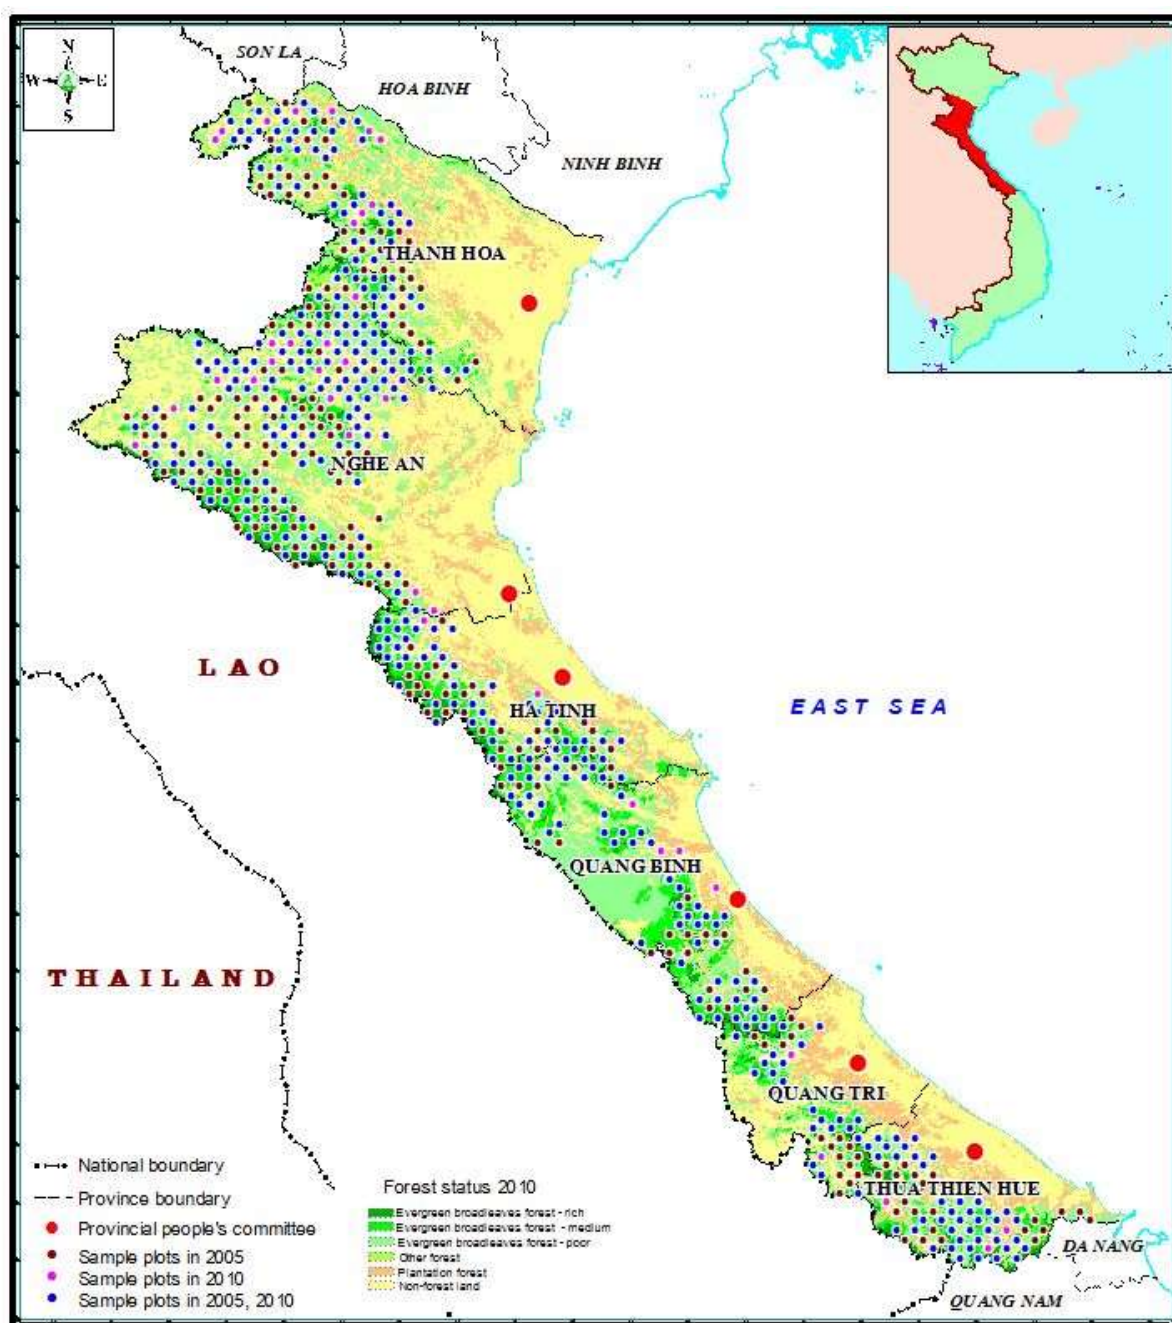 N
W E
S
SON LA
HOA BINH
NINH BINH
THANH HOA
NGHE AN
LAO
HA TINH
EAST SEA
QUANG BINH
THAILAND
QUANG TRI
THUA THIEN HUE
DA NANG
QUANG NAM
National boundary
Province boundary
Provincial people's committee
Sample plots in 2005
Sample plots in 2010
Sample plots in 2005, 2010
Forest status 2010
Evergreen broadleaves forest - rich
Evergreen broadleaves forest - medium
Evergreen broadleaves forest - poor
Other forest
Plantation forest
Non-forest land